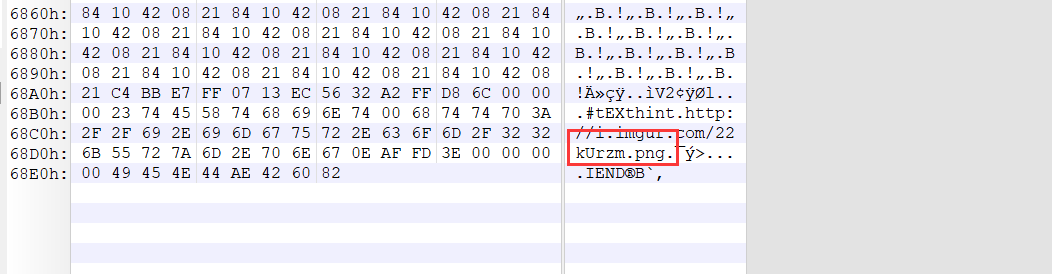 6860h: 84 10 42 08 21 84 10 42 08 21 84 10 42 08 21 84 „.B.!„.B.!„.B.!„
6870h: 10 42 08 21 84 10 42 08 21 84 10 42 08 21 84 10 .B.!„.B.!„.B.!„.
6880h: 42 08 21 84 10 42 08 21 84 10 42 08 21 84 10 42 B.!„.B.!„.B.!„.B
6890h: 08 21 84 10 42 08 21 84 10 42 08 21 84 10 42 08 .!„.B.!„.B.!„.B.
68A0h: 21 C4 BB E7 FF 07 13 EC 56 32 A2 FF D8 6C 00 00 !Ä»çÿ..ìV2¢ÿØl..
68B0h: 00 23 74 45 58 74 68 69 6E 74 00 68 74 74 70 3A .#tEXthint.http:
68C0h: 2F 2F 69 2E 69 6D 67 75 72 2E 63 6F 6D 2F 32 32 //i.imgur.com/22
68D0h: 6B 55 72 7A 6D 2E 70 6E 67 0E AF FD 3E 00 00 00 kUrzm.png.¯ý>...
68E0h: 00 49 45 4E 44 AE 42 60 82 .IEND®B`‚